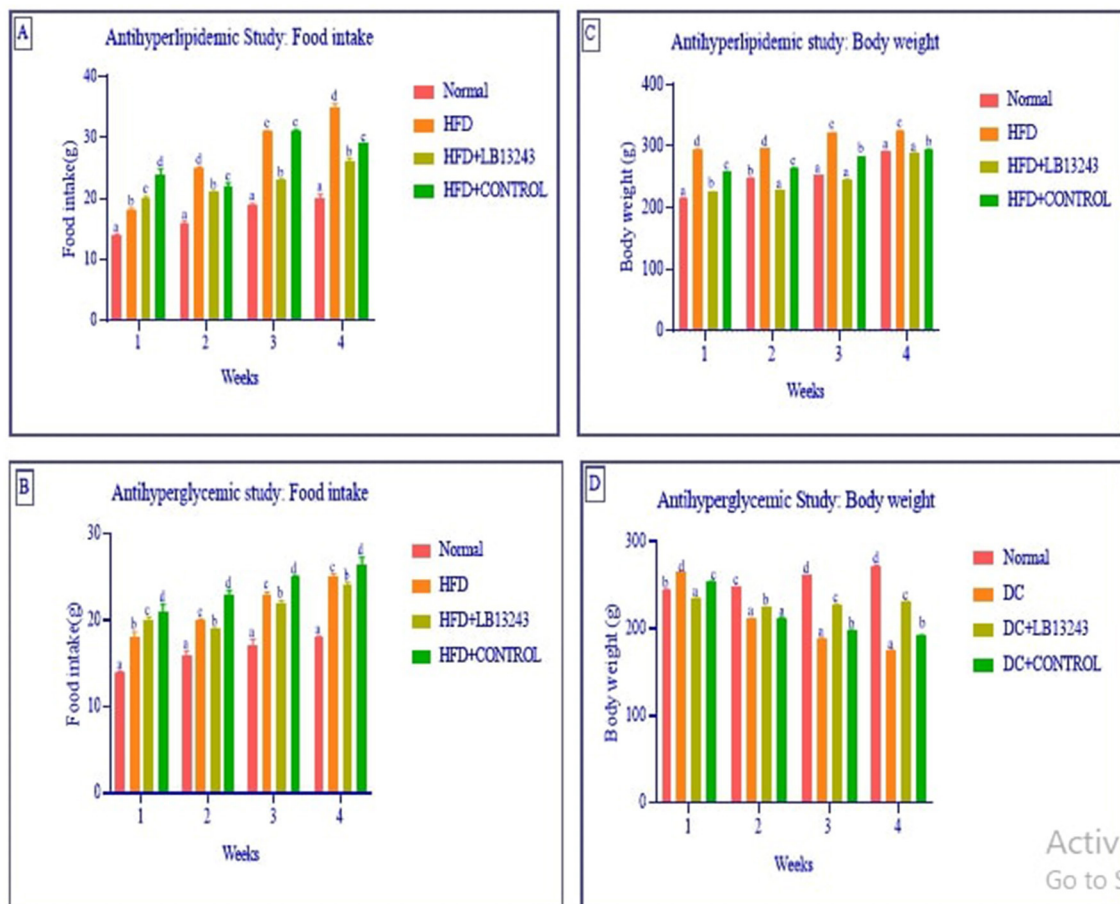 A
Antihyperlipidemic Study: Food intake
Food intake(g)
40
30
20
10
0
a b c d
a d b c
a c b c
a d b c
1 2 3 4
Weeks
Normal
HFD
HFD+LB13243
HFD+CONTROL
C
Antihyperlipidemic study: Body weight
Body weight (g)
400
300
200
100
0
a d b c
b d a c
a c a b
a c a b
1 2 3 4
Weeks
Normal
HFD
HFD+LB13243
HFD+CONTROL
B
Antihyperglycemic study: Food intake
Food intake(g)
30
20
10
0
a b c d
a c b d
a c b d
a c b d
1 2 3 4
Weeks
Normal
HFD
HFD+LB13243
HFD+CONTROL
D
Antihyperglycemic Study: Body weight
Body weight (g)
300
200
100
0
b d a c
c a b a
d a c b
d a c b
1 2 3 4
Weeks
Normal
DC
DC+LB13243
DC+CONTROL
Activ
Go to S